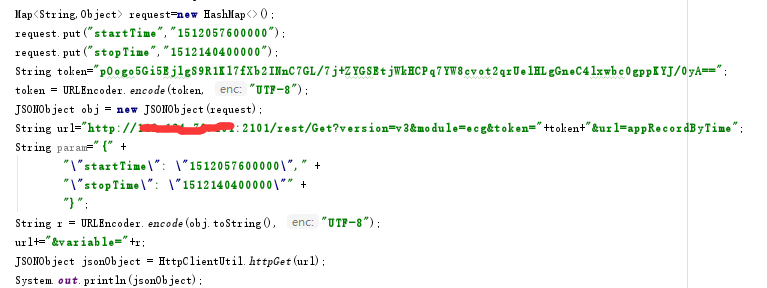 Map<String,Object> request=new HashMap<>();
request.put("startTime","1512057600000");
request.put("stopTime","1512140400000");
String token="pOogo5Gi5EjlgS9R1Kl7fXb2INnC7GL/7j+ZYGSEtjWkHCPq7YW8cvot2qrUelHLgGneC4lxwbc0gppKYJ/0yA==";
token = URLEncoder.encode(token, enc: "UTF-8");
JSONObject obj = new JSONObject(request);
String url="http:// :2101/rest/Get?version=v3&module=ecg&token="+token+"&url=appRecordByTime";
String param="{" +
"\"startTime\": \"1512057600000\"," +
"\"stopTime\": \"1512140400000\"" +
"}";
String r = URLEncoder.encode(obj.toString(), enc: "UTF-8");
url+="&variable="+r;
JSONObject jsonObject = HttpClientUtil.httpGet(url);
System.out.println(jsonObject);